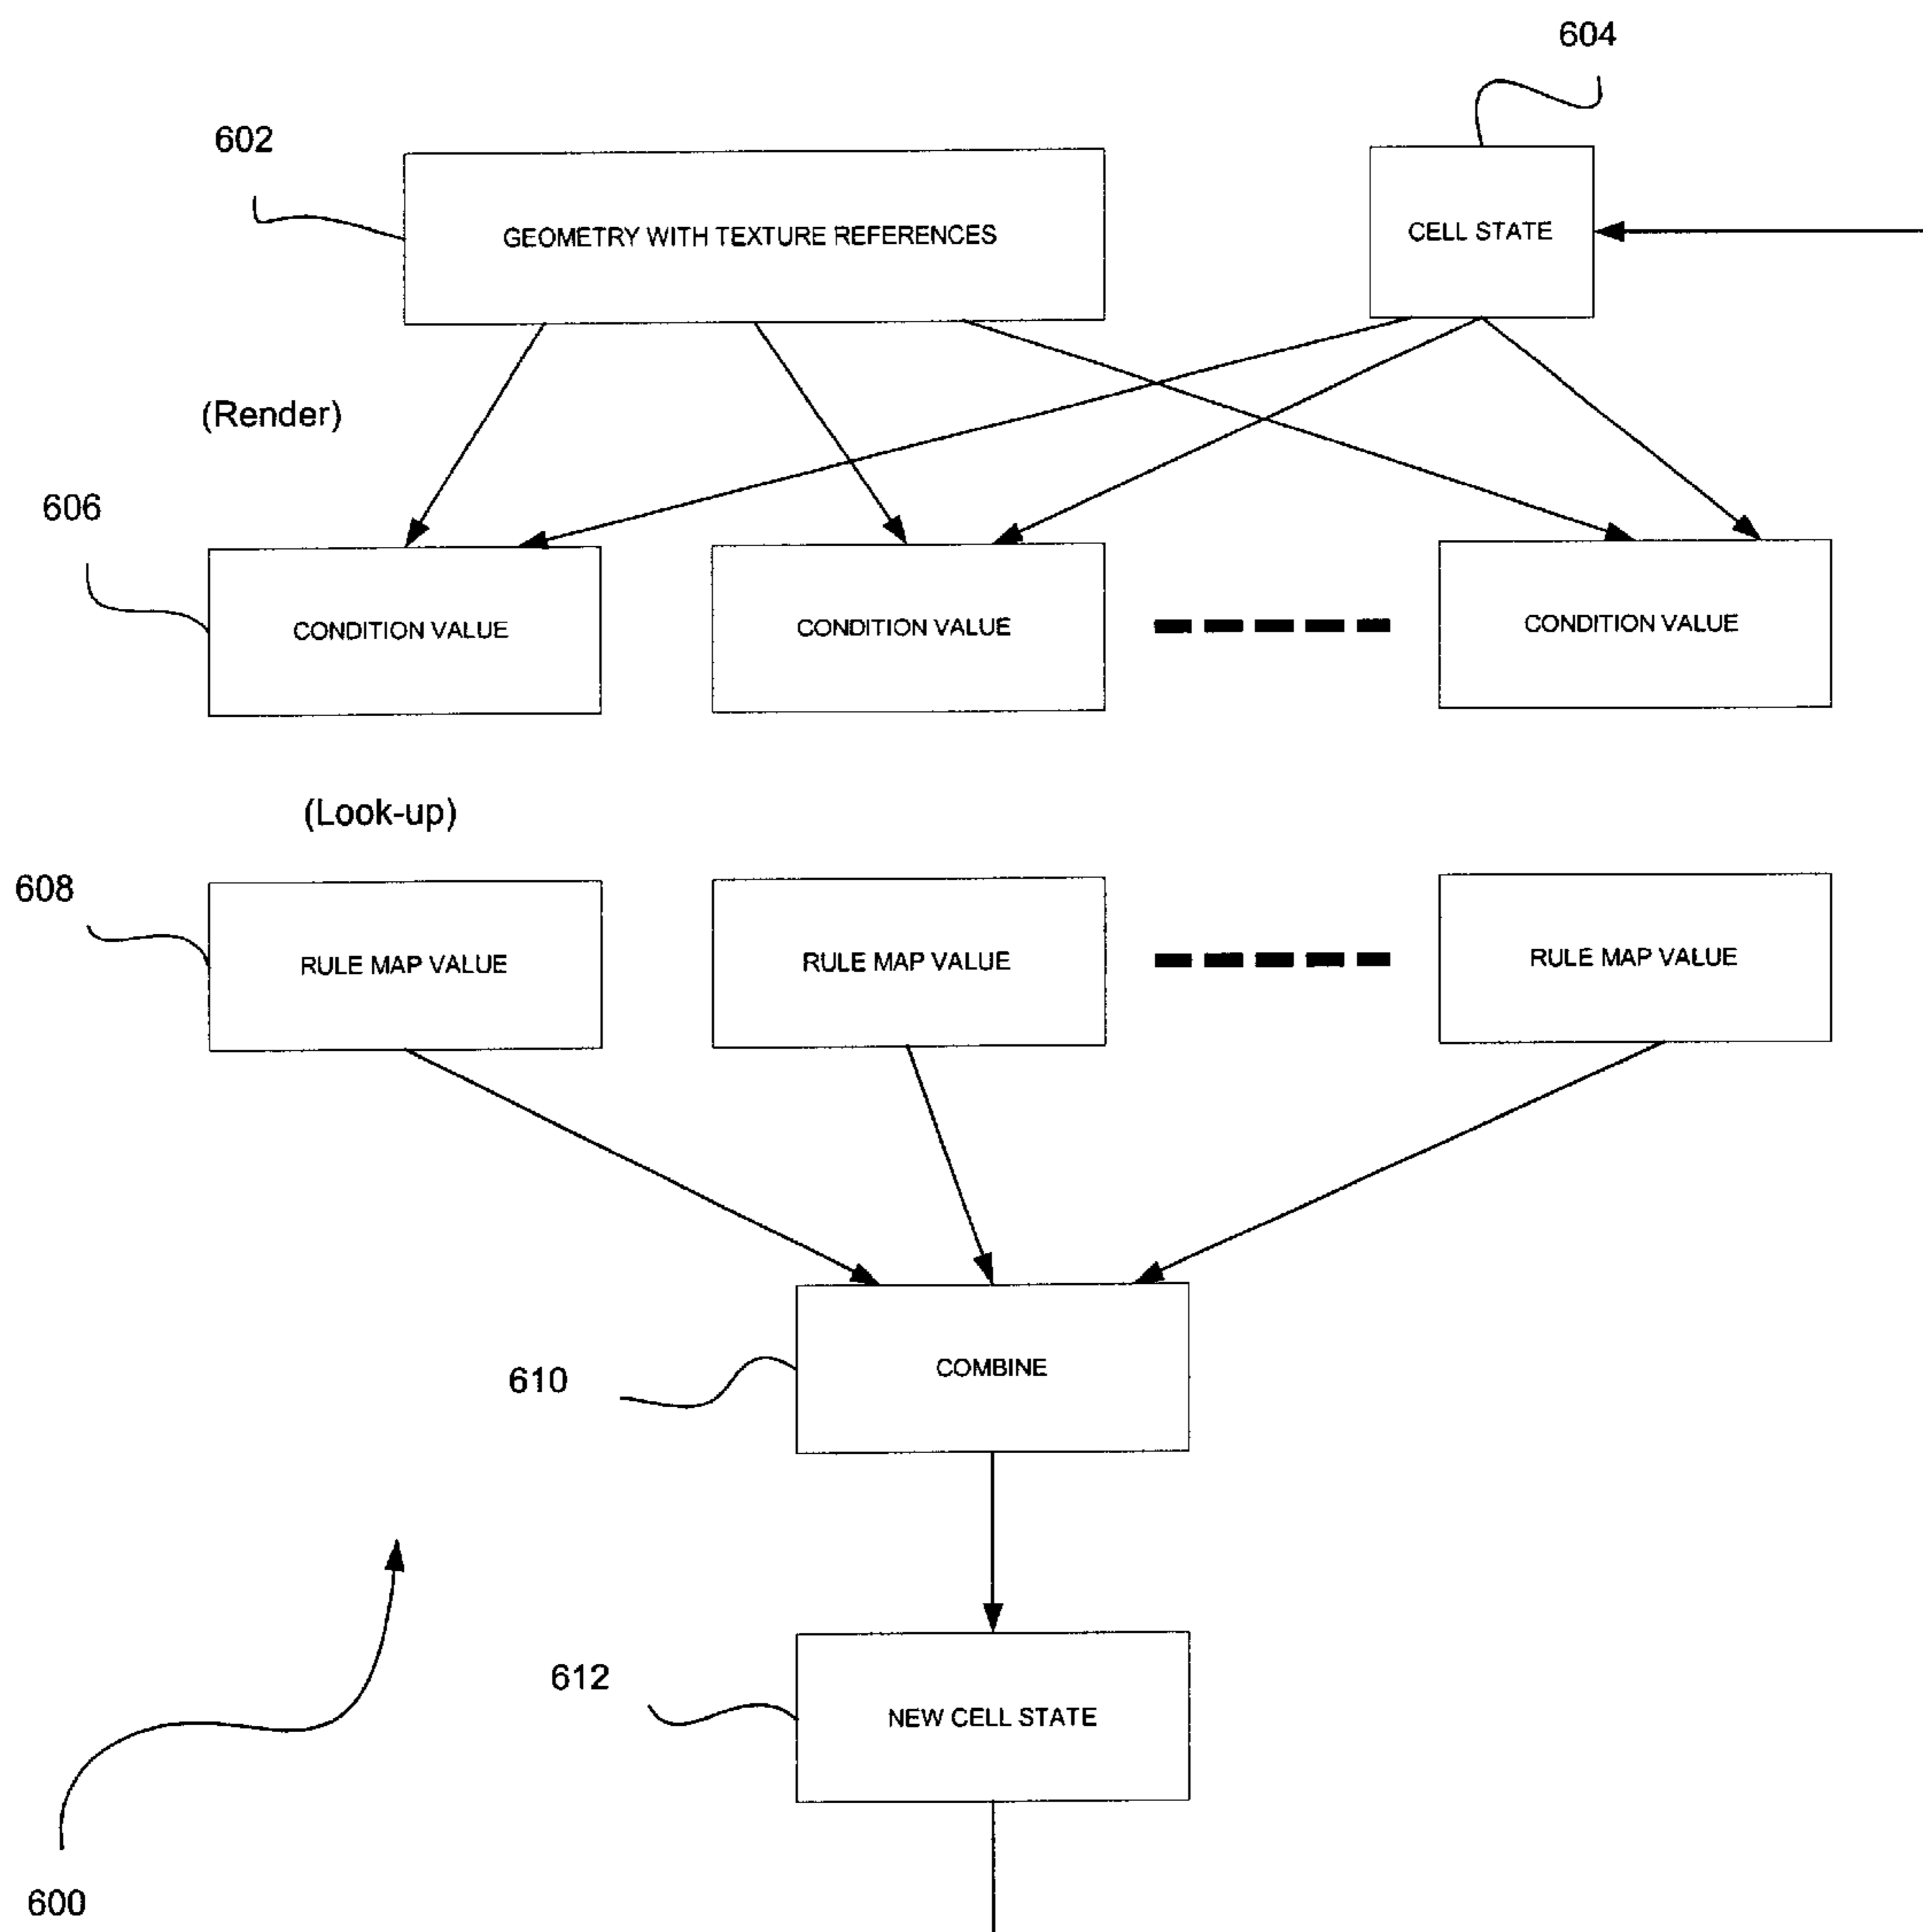 604
602
GEOMETRY WITH TEXTURE REFERENCES
CELL STATE
(Render)
606
CONDITION VALUE
CONDITION VALUE
CONDITION VALUE
(Look-up)
608
RULE MAP VALUE
RULE MAP VALUE
RULE MAP VALUE
610
COMBINE
612
NEW CELL STATE
600